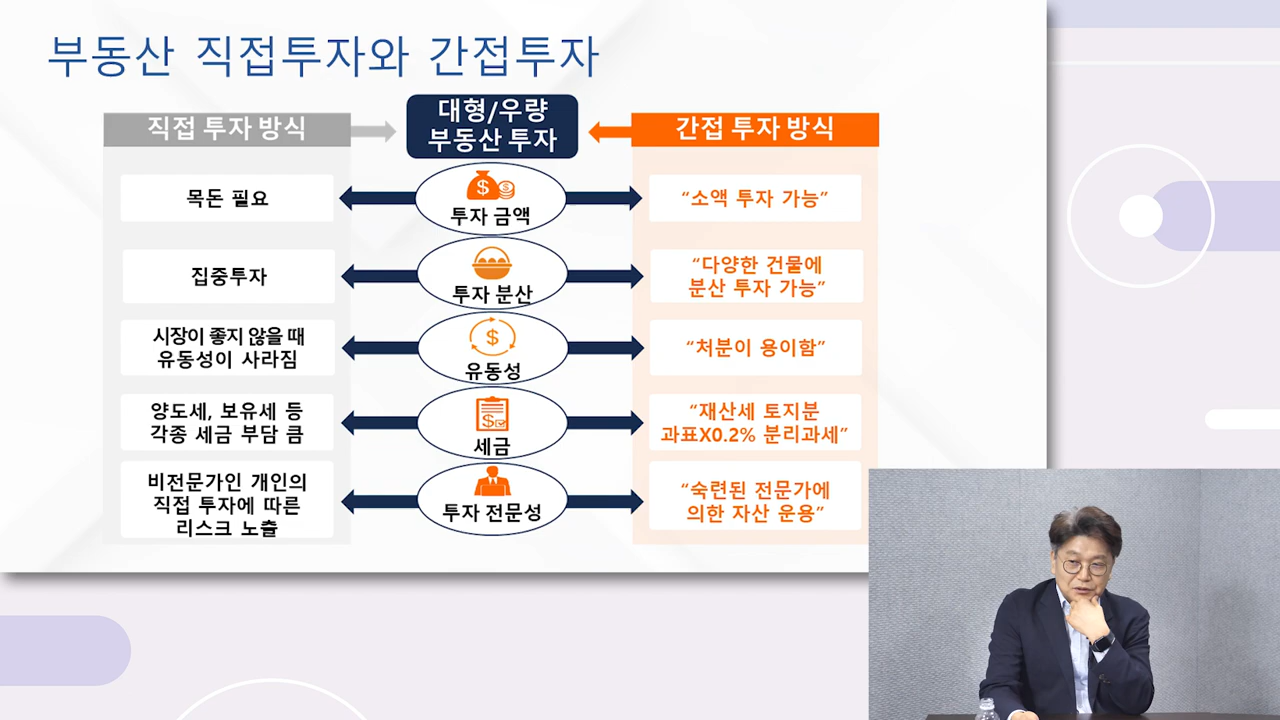 부동산 직접투자와 간접투자
직접 투자 방식
대형/우량
부동산 투자
간접 투자 방식
목돈 필요
투자 금액
“소액 투자 가능”
집중투자
투자 분산
“다양한 건물에
분산 투자 가능”
시장이 좋지 않을 때
유동성이 사라짐
유동성
“처분이 용이함”
양도세, 보유세 등
각종 세금 부담 큼
세금
“재산세 토지분
과표X0.2% 분리과세”
비전문가인 개인의
직접 투자에 따른
리스크 노출
투자 전문성
“숙련된 전문가에
의한 자산 운용”